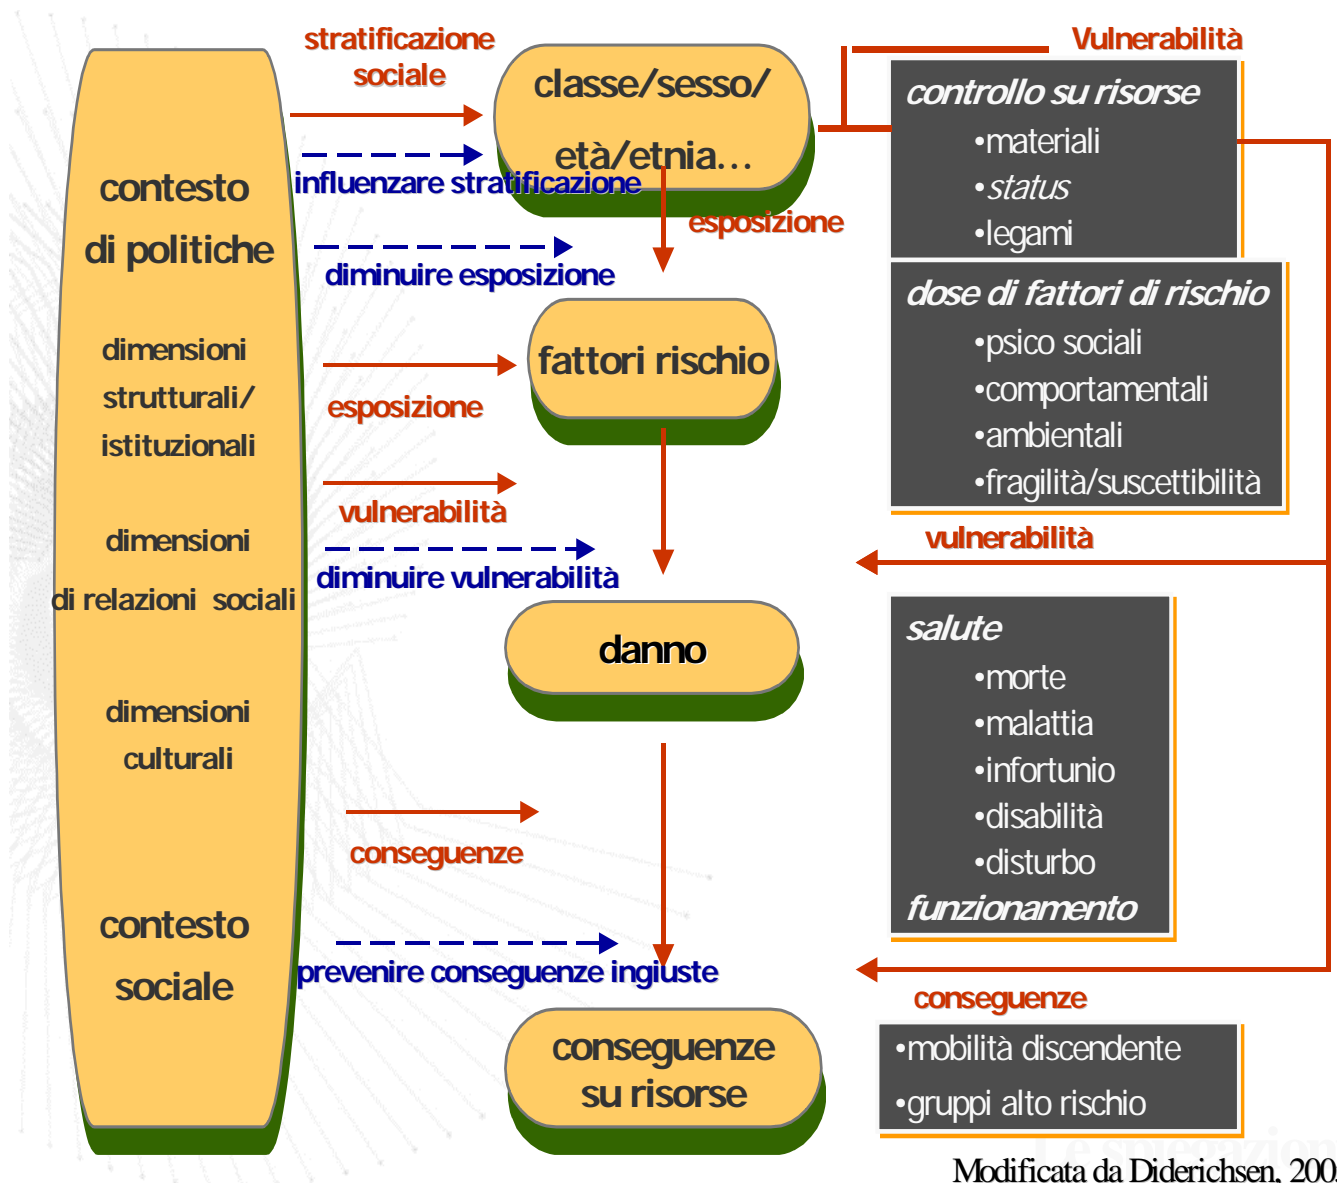 stratificazione
sociale
Vulnerabilità
classe/sesso/
età/etnia...
controllo su risorse
•materiali
•status
•legami
influenzare stratificazione
contesto
di politiche
esposizione
diminuire esposizione
dose di fattori di rischio
•psico sociali
•comportamentali
•ambientali
•fragilità/suscettibilità
dimensioni
strutturali/
istituzionali
fattori rischio
esposizione
vulnerabilità
vulnerabilità
diminuire vulnerabilità
dimensioni
di relazioni sociali
danno
salute
•morte
•malattia
•infortunio
•disabilità
•disturbo
funzionamento
dimensioni
culturali
conseguenze
contesto
sociale
prevenire conseguenze ingiuste
conseguenze
conseguenze
su risorse
•mobilità discendente
•gruppi alto rischio
Le spiegazion
Modificata da Diderichsen, 200